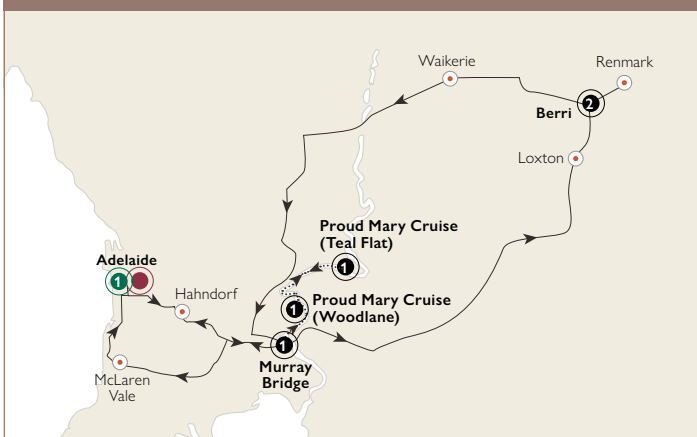 Waikerie
Renmark
2
Berri
Loxton
Proud Mary Cruise
(Teal Flat)
1
Adelaide
1
Hahndorf
Proud Mary Cruise
(Woodlane)
1
1
Murray
Bridge
McLaren
Vale